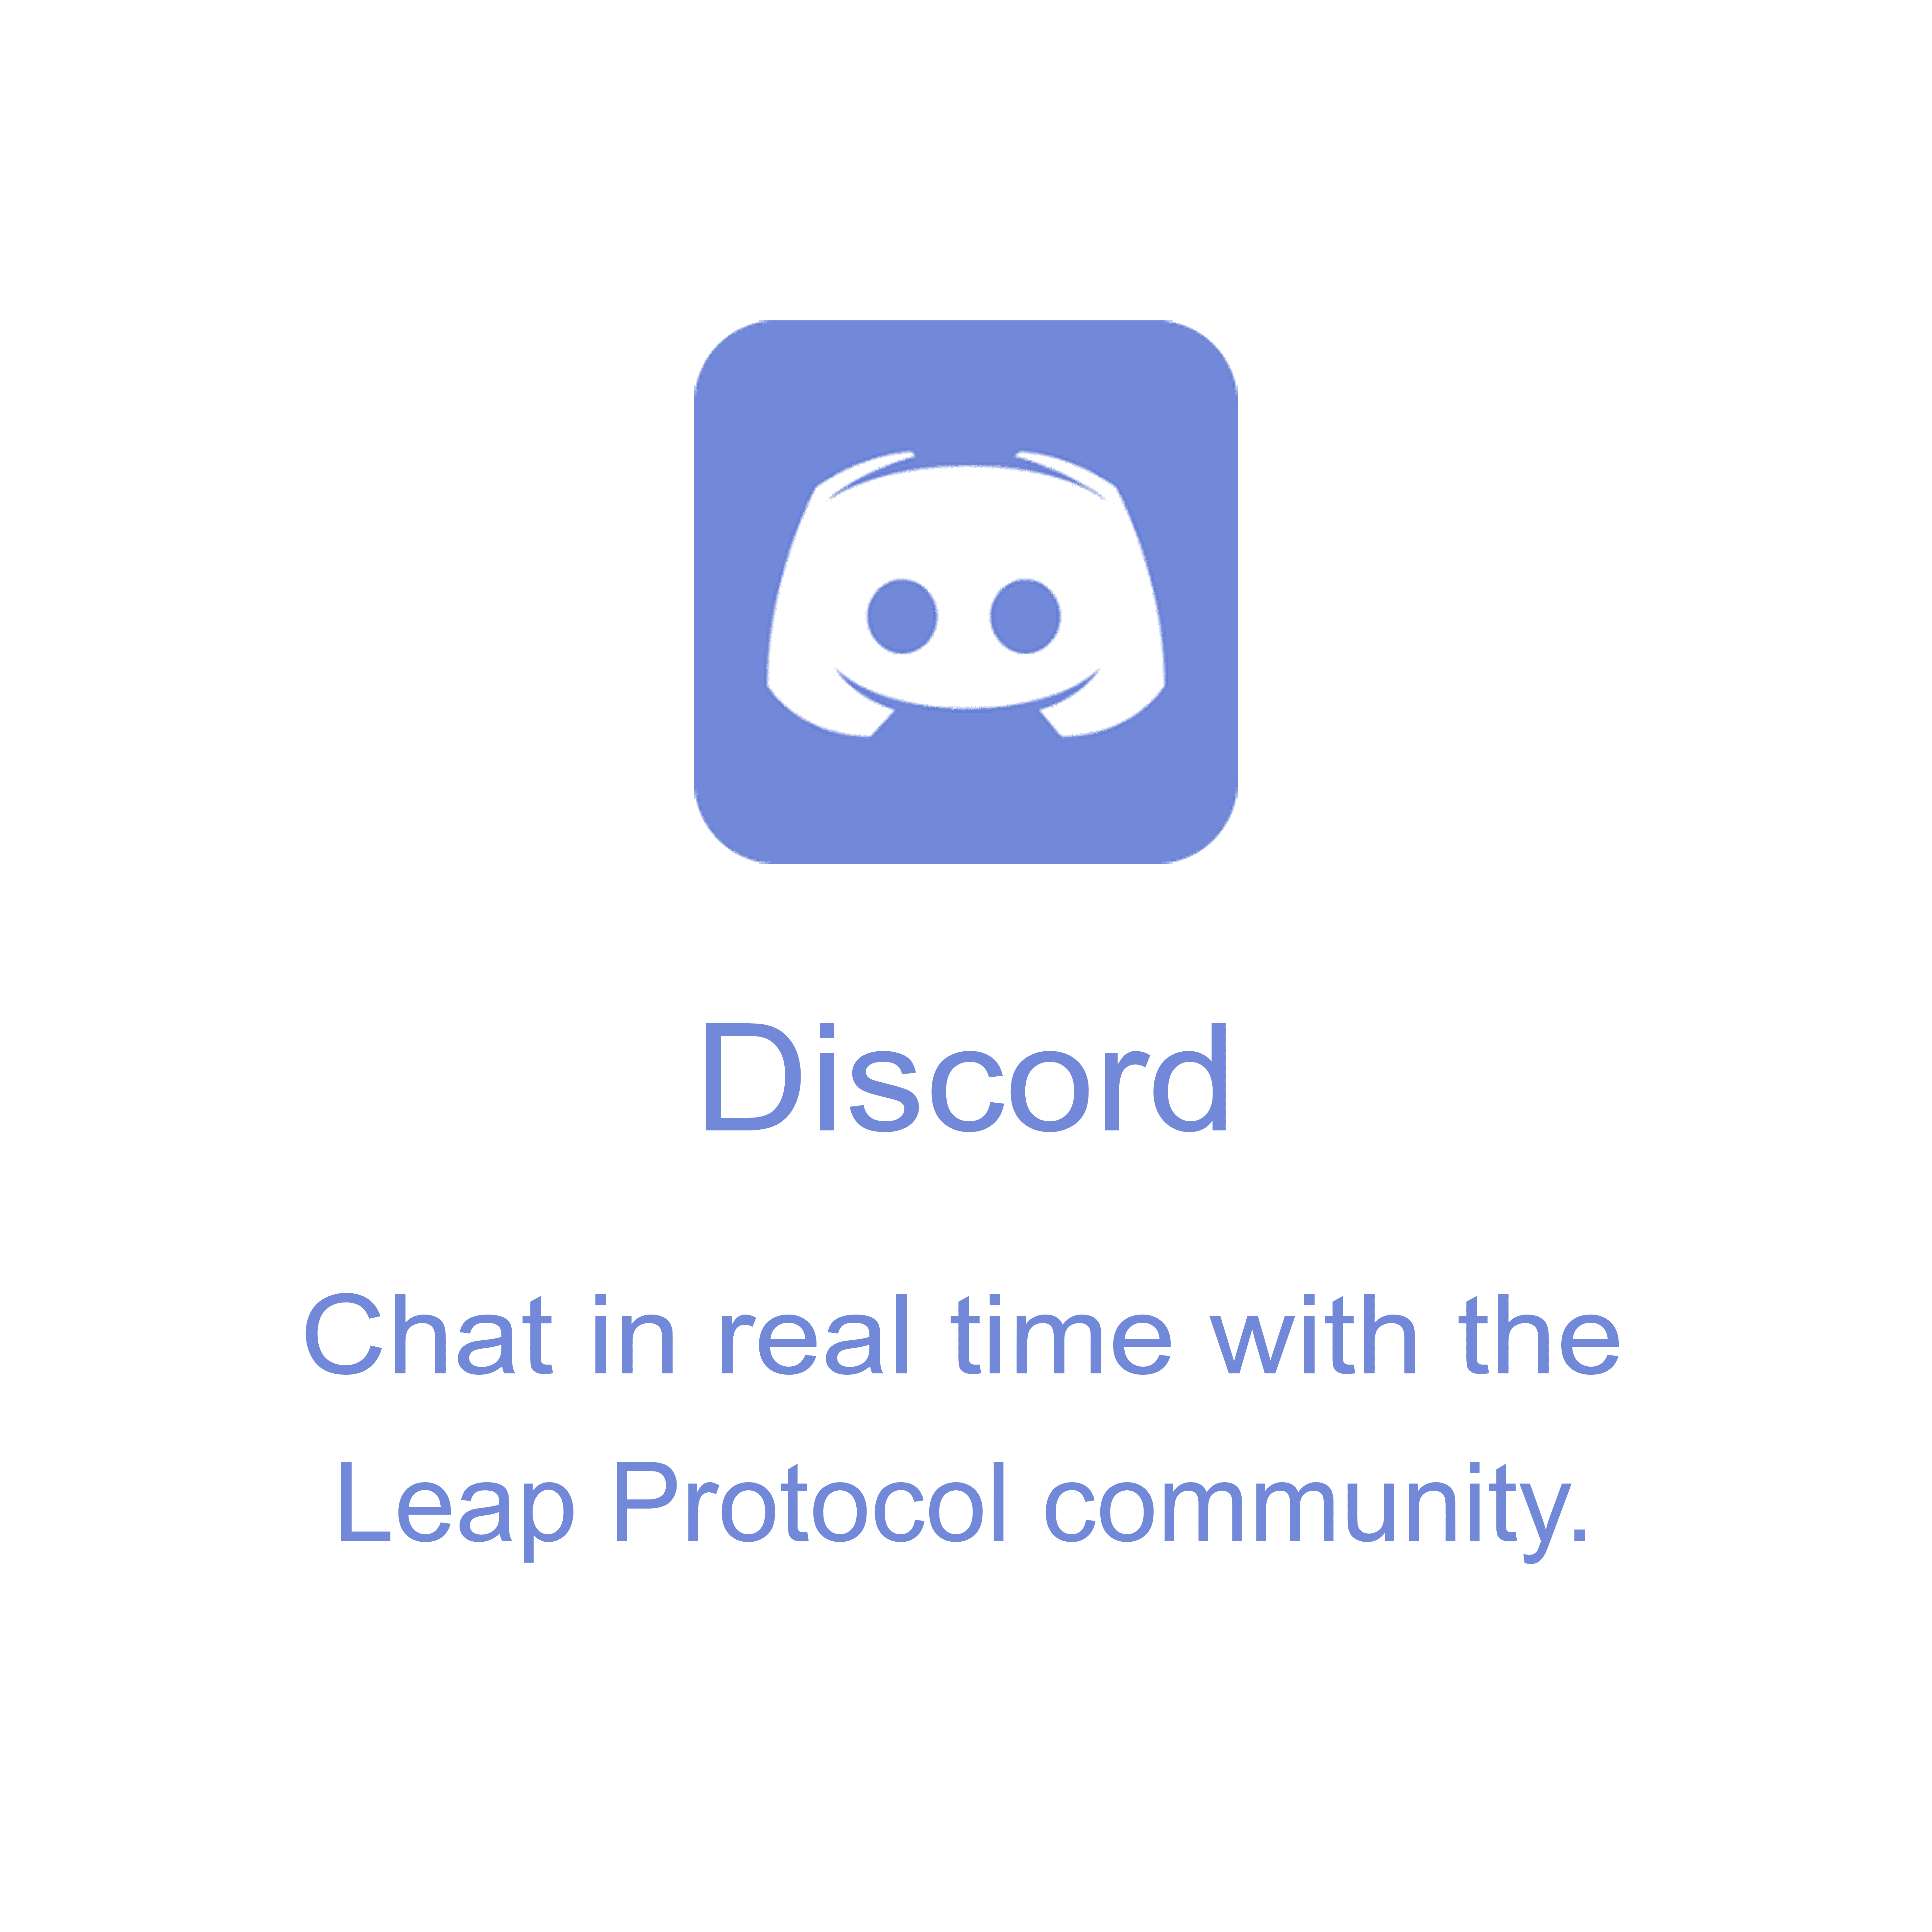 Discord
Chat in real time with the
Leap Protocol community.